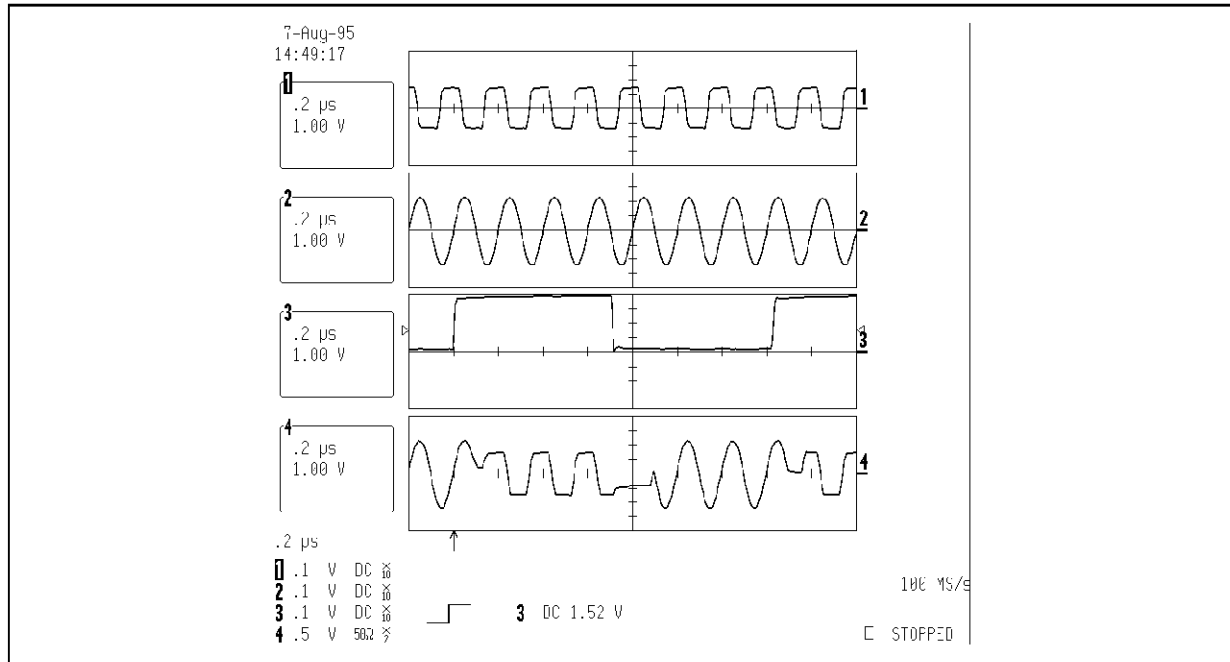 7-Aug-95
14:49:17
1
.2 µs
1.00 V
1
2
.2 µs
1.00 V
2
3
.2 µs
1.00 V
3
4
.2 µs
1.00 V
4
.2 µs
1 .1 V DC
2 .1 V DC
3 .1 V DC
4 .5 V 50Ω
3 DC 1.52 V
100 MS/s
STOPPED